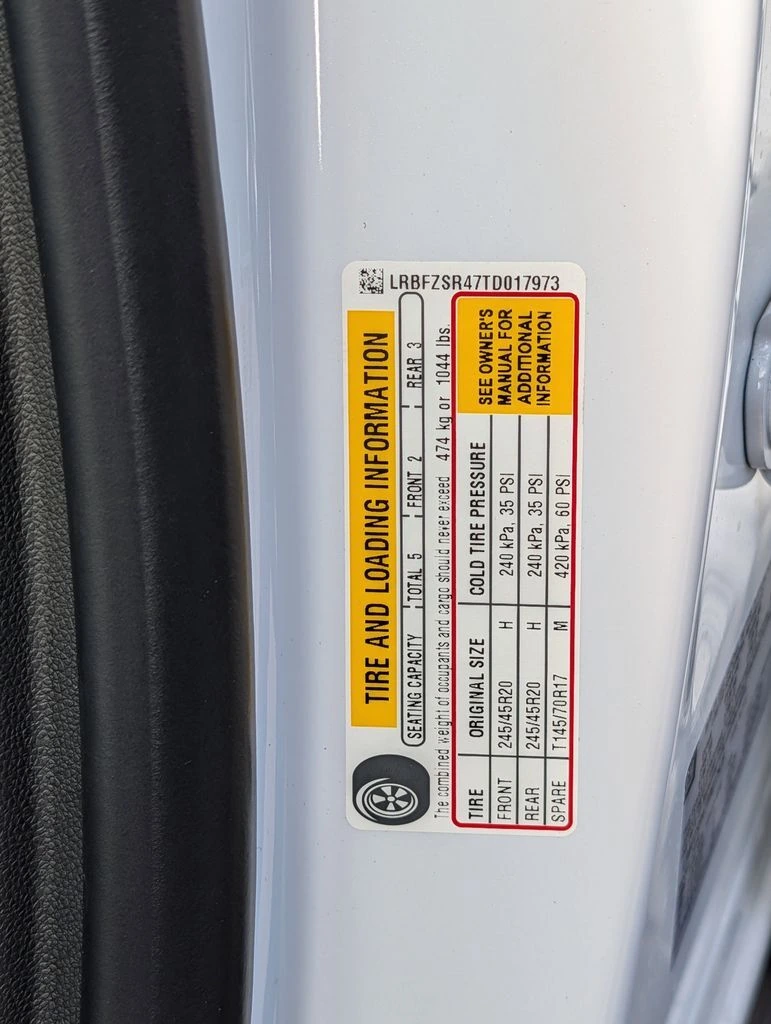 LRBFZSR47TD017973
TIRE AND LOADING INFORMATION
SEATING CAPACITY TOTAL 5 FRONT 2 REAR 3
The combined weight of occupants and cargo should never exceed 474 kg or 1044 lbs.
TIRE ORIGINAL SIZE COLD TIRE PRESSURE
FRONT 245/45R20 H 240 kPa, 35 PSI
REAR 245/45R20 H 240 kPa, 35 PSI
SPARE T145/70R17 M 420 kPa, 60 PSI
SEE OWNER'S
MANUAL FOR
ADDITIONAL
INFORMATION